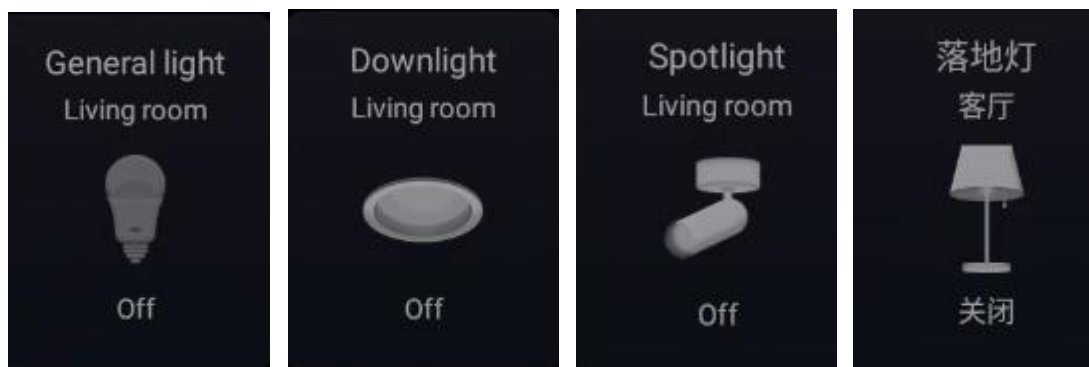 General light
Living room
Off
Downlight
Living room
Off
Spotlight
Living room
Off
落地灯
客厅
关闭